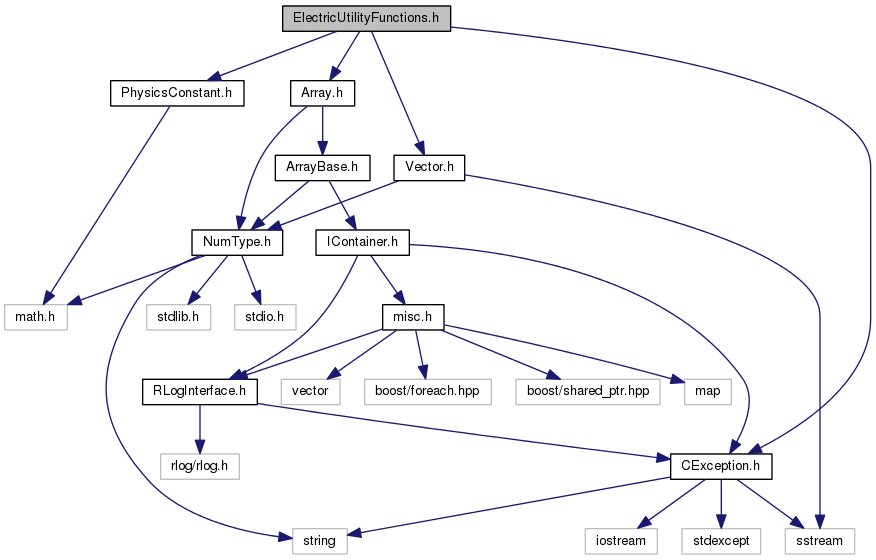 ElectricUtilityFunctions.h
PhysicsConstant.h
Array.h
ArrayBase.h
Vector.h
NumType.h
IContainer.h
math.h
stdlib.h
stdio.h
misc.h
RLogInterface.h
vector
boost/foreach.hpp
boost/shared_ptr.hpp
map
rlog/rlog.h
CException.h
string
iostream
stdexcept
sstream